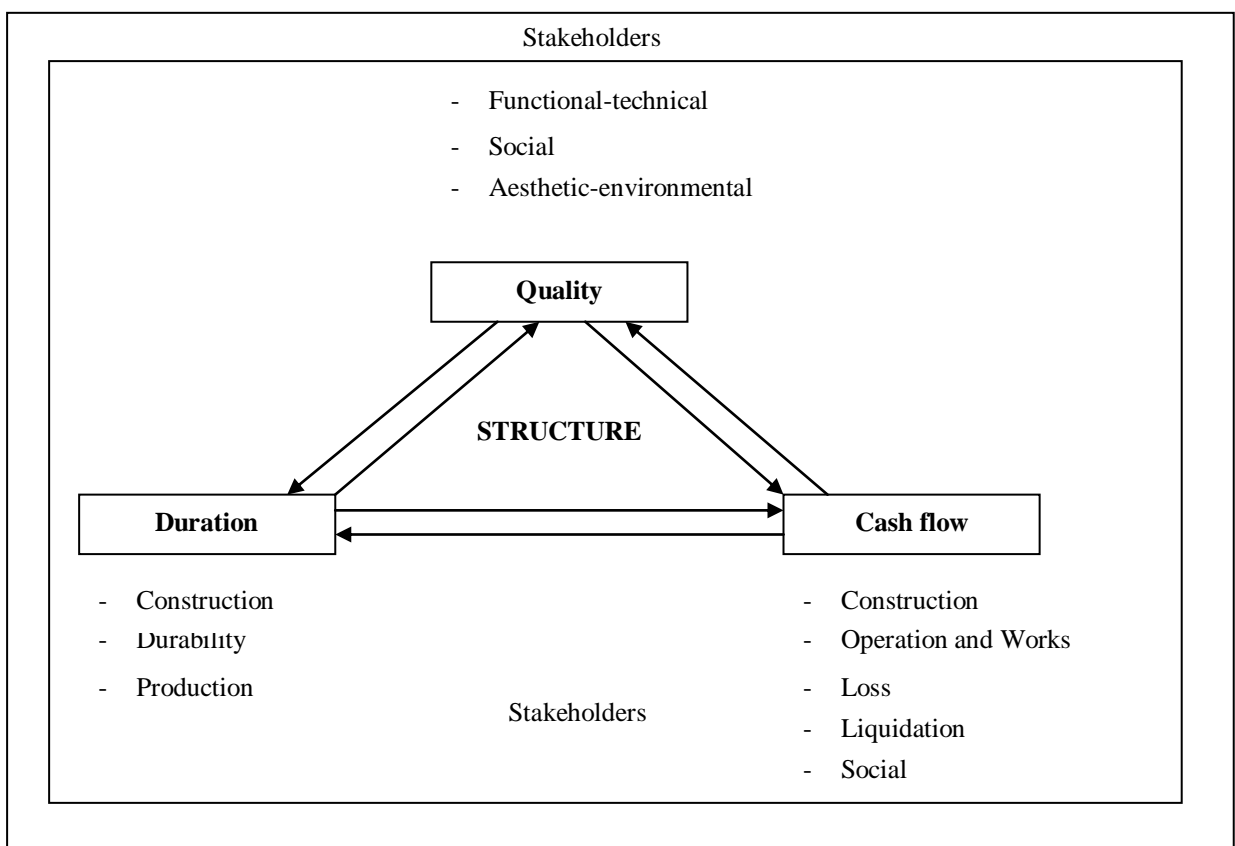 Stakeholders
- Functional-technical
- Social
- Aesthetic-environmental
Quality
STRUCTURE
Duration
Cash flow
- Construction
- Durability
- Production
- Construction
- Operation and Works
- Loss
- Liquidation
- Social
Stakeholders